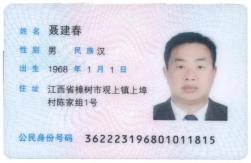 姓名 聂建春
性别 男 民族 汉
出生 1968 年 1 月 1 日
住址 江西省樟树市观上镇上埠
村陈家组1号
公民身份号码 362223196801011815